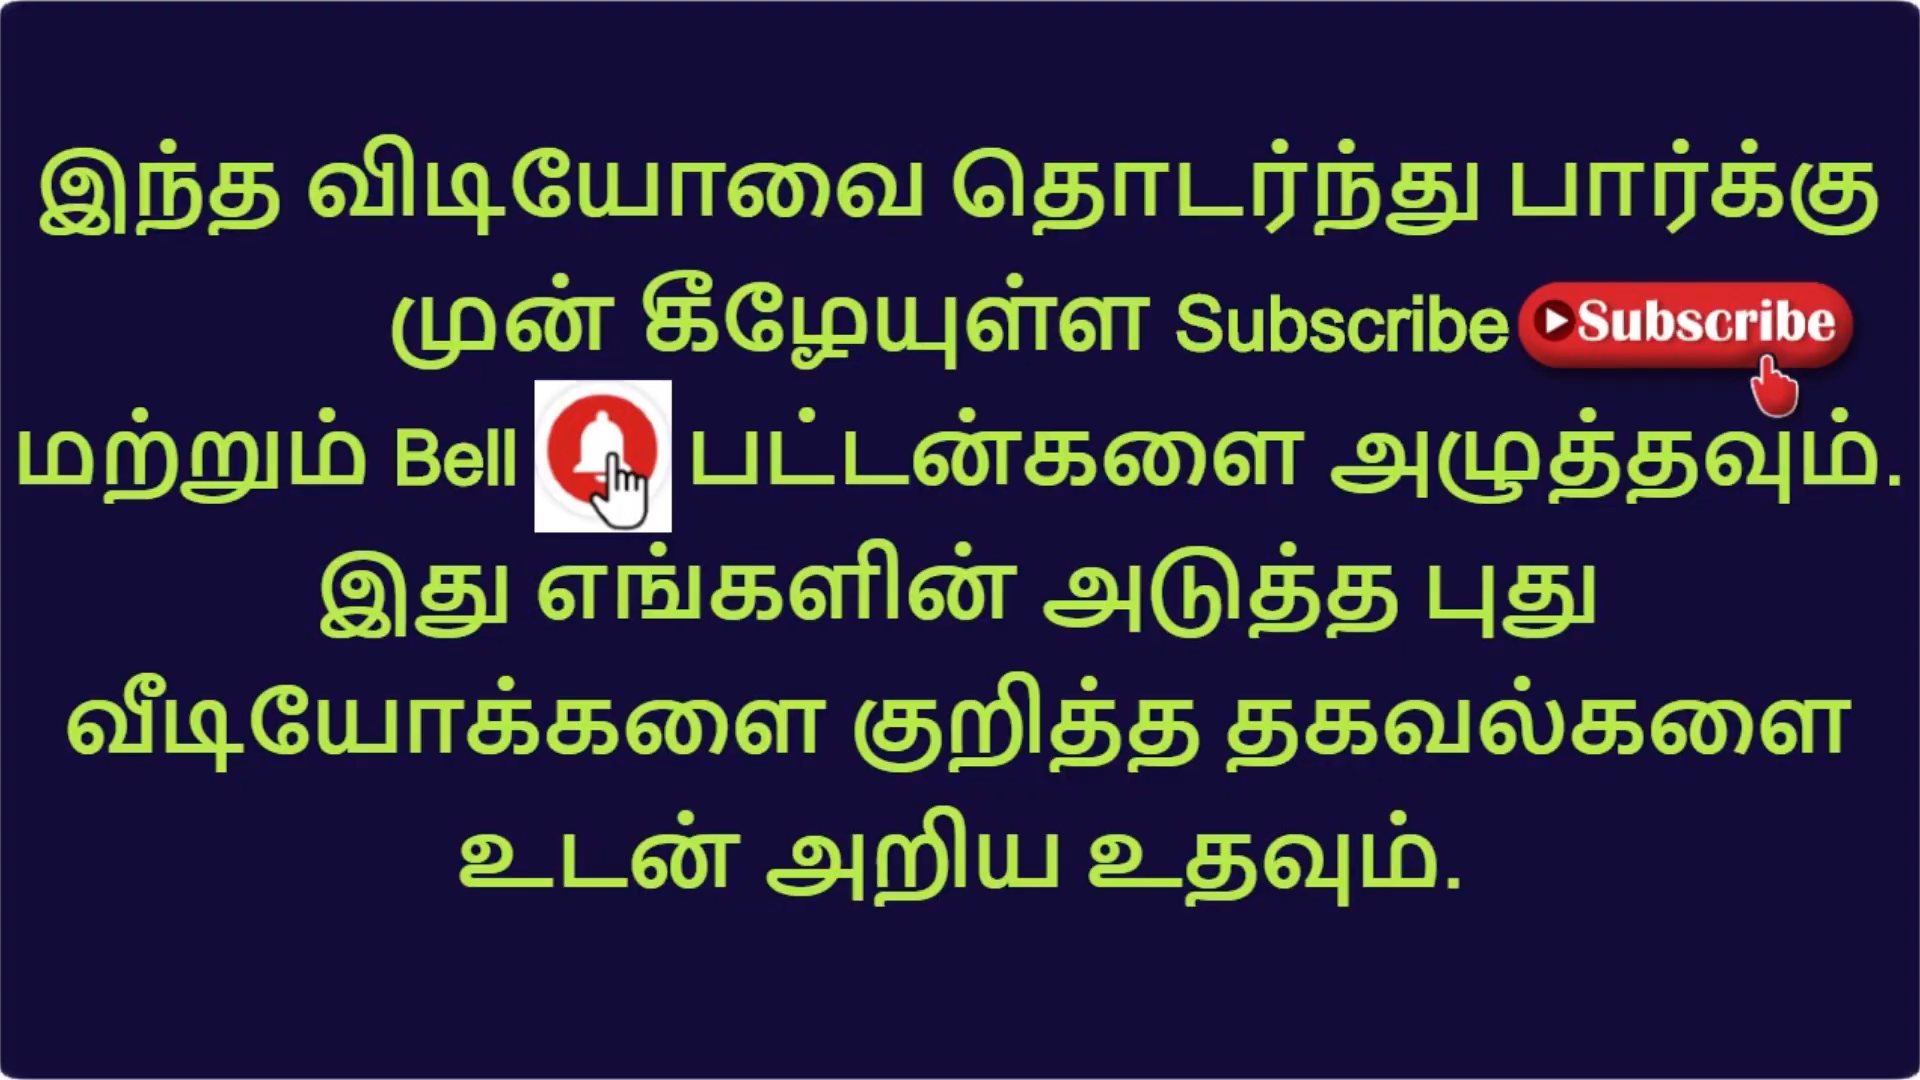 இந்த விடியோவை தொடர்ந்து பார்க்கு
முன் கீழேயுள்ள Subscribe Subscribe
மற்றும் Bell பட்டன்களை அழுத்தவும்.
இது எங்களின் அடுத்த புது
வீடியோக்களை குறித்த தகவல்களை
உடன் அறிய உதவும்.